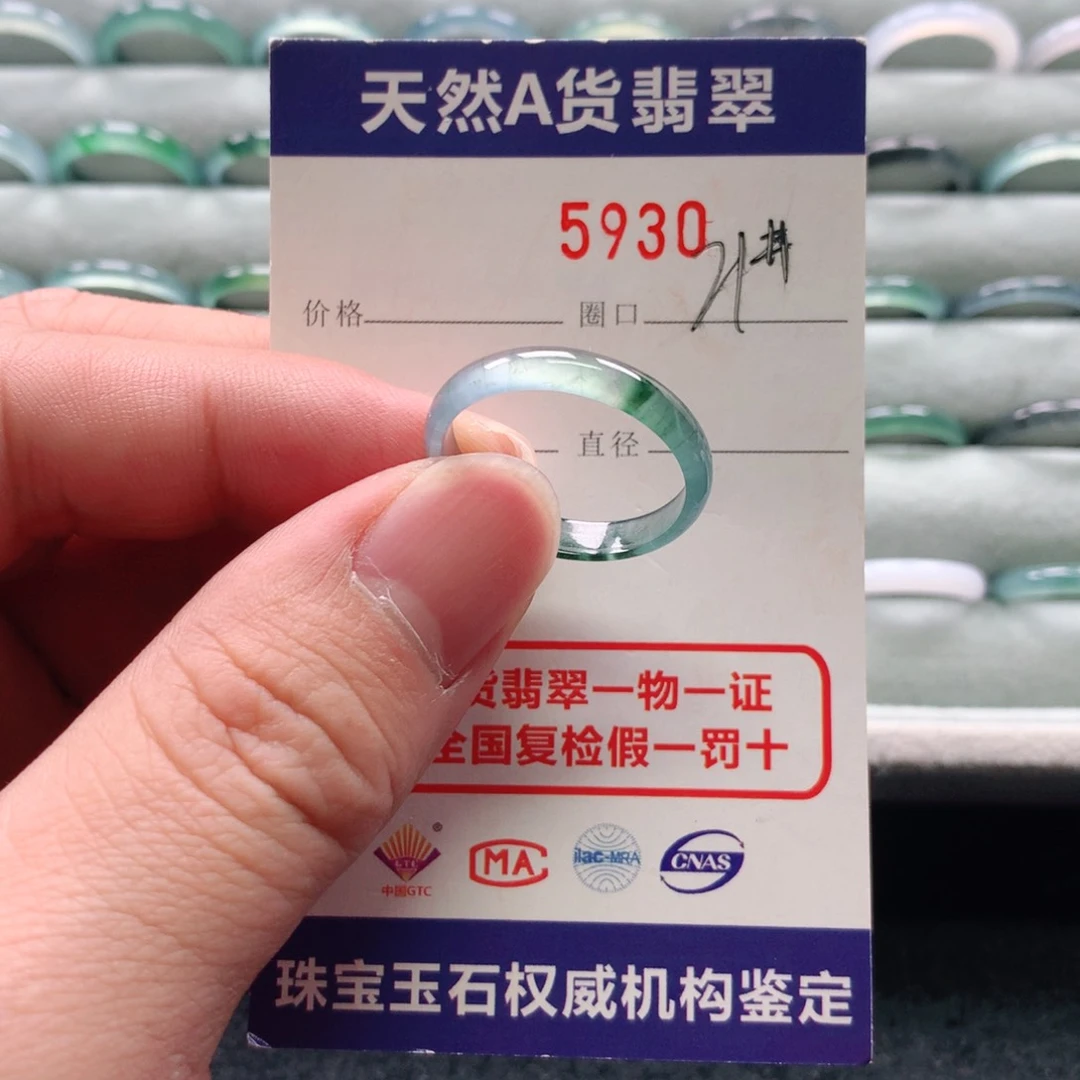 天然A货翡翠
5930
21#
价格 圈口
直径
货翡翠一物一证
全国复检假一罚十
GTC MA ilac-MRA CNAS
中国GTC
珠宝玉石权威机构鉴定